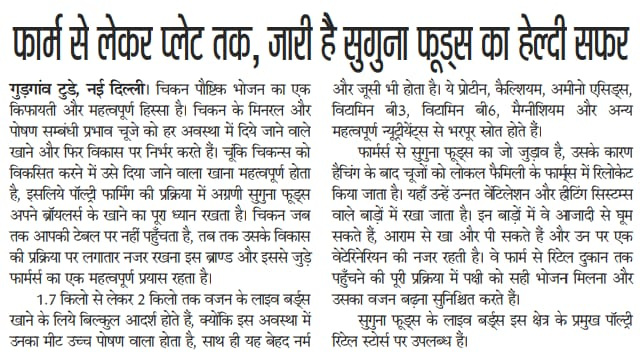 फार्म से लेकर प्लेट तक, जारी है सुगुना फूड्स का हेल्दी सफर
गुड़गांव टुडे, नई दिल्ली। चिकन पौष्टिक भोजन का एक
किफायती और महत्वपूर्ण हिस्सा है। चिकन के मिनरल और
पोषण सम्बंधी प्रभाव चूजे को हर अवस्था में दिये जाने वाले
खाने और फिर विकास पर निर्भर करते हैं। चूंकि चिकन्स को
विकसित करने में उसे दिया जाने वाला खाना महत्वपूर्ण होता
है, इसलिये पॉल्ट्री फार्मिंग की प्रक्रिया में अग्रणी सुगुना फूड्स
अपने ब्रॉयलर्स के खाने का पूरा ध्यान रखता है। चिकन जब
तक आपकी टेबल पर नहीं पहुँचता है, तब तक उसके विकास
की प्रक्रिया पर लगातार नजर रखना इस ब्राण्ड और इससे जुड़े
फार्मर्स का एक महत्वपूर्ण प्रयास रहता है।
1.7 किलो से लेकर 2 किलो तक वजन के लाइव बर्ड्स
खाने के लिये बिल्कुल आदर्श होते हैं, क्योंकि इस अवस्था में
उनका मीट उच्च पोषण वाला होता है, साथ ही यह बेहद नर्म
और जूसी भी होता है। ये प्रोटीन, कैल्शियम, अमीनो एसिड्स,
विटामिन बी3, विटामिन बी6, मैग्नीशियम और अन्य
महत्वपूर्ण न्यूट्रीयेंट्स से भरपूर स्रोत होते हैं।
फार्मर्स से सुगुना फूड्स का जो जुड़ाव है, उसके कारण
हैचिंग के बाद चूजों को लोकल फैमिली के फार्म्स में रिलोकेट
किया जाता है। यहाँ उन्हें उन्नत वेंटिलेशन और हीटिंग सिस्टम्स
वाले बाड़ों में रखा जाता है। इन बाड़ों में वे आजादी से घूम
सकते हैं, आराम से खा और पी सकते हैं और उन पर एक
वेटेरिनेरियन की नजर रहती है। वे फार्म से रिटेल दुकान तक
पहुँचने की पूरी प्रक्रिया में पक्षी को सही भोजन मिलना और
उसका वजन बढ़ना सुनिश्चित करते हैं।
सुगुना फूड्स के लाइव बर्ड्स इस क्षेत्र के प्रमुख पॉल्ट्री
रिटेल स्टोर्स पर उपलब्ध हैं।